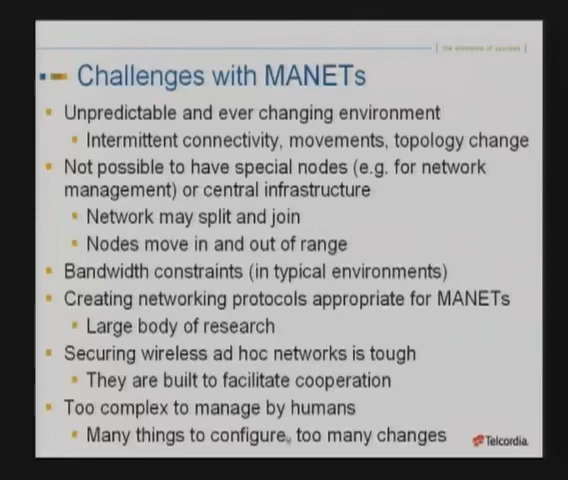 the elements of success
Challenges with MANETs
Unpredictable and ever changing environment
Intermittent connectivity, movements, topology change
Not possible to have special nodes (e.g. for network
management) or central infrastructure
Network may split and join
Nodes move in and out of range
Bandwidth constraints (in typical environments)
Creating networking protocols appropriate for MANETs
Large body of research
Securing wireless ad hoc networks is tough
They are built to facilitate cooperation
Too complex to manage by humans
Many things to configure, too many changes
Telcordia